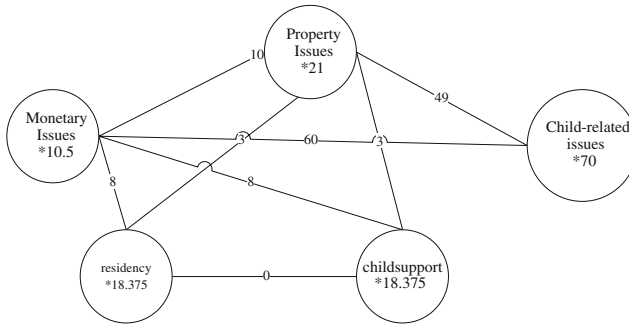 Property
Issues
*21
10
49
Monetary
Issues
*10.5
3
60
3
Child-related
issues
*70
8
8
residency
*18.375
0
childsupport
*18.375